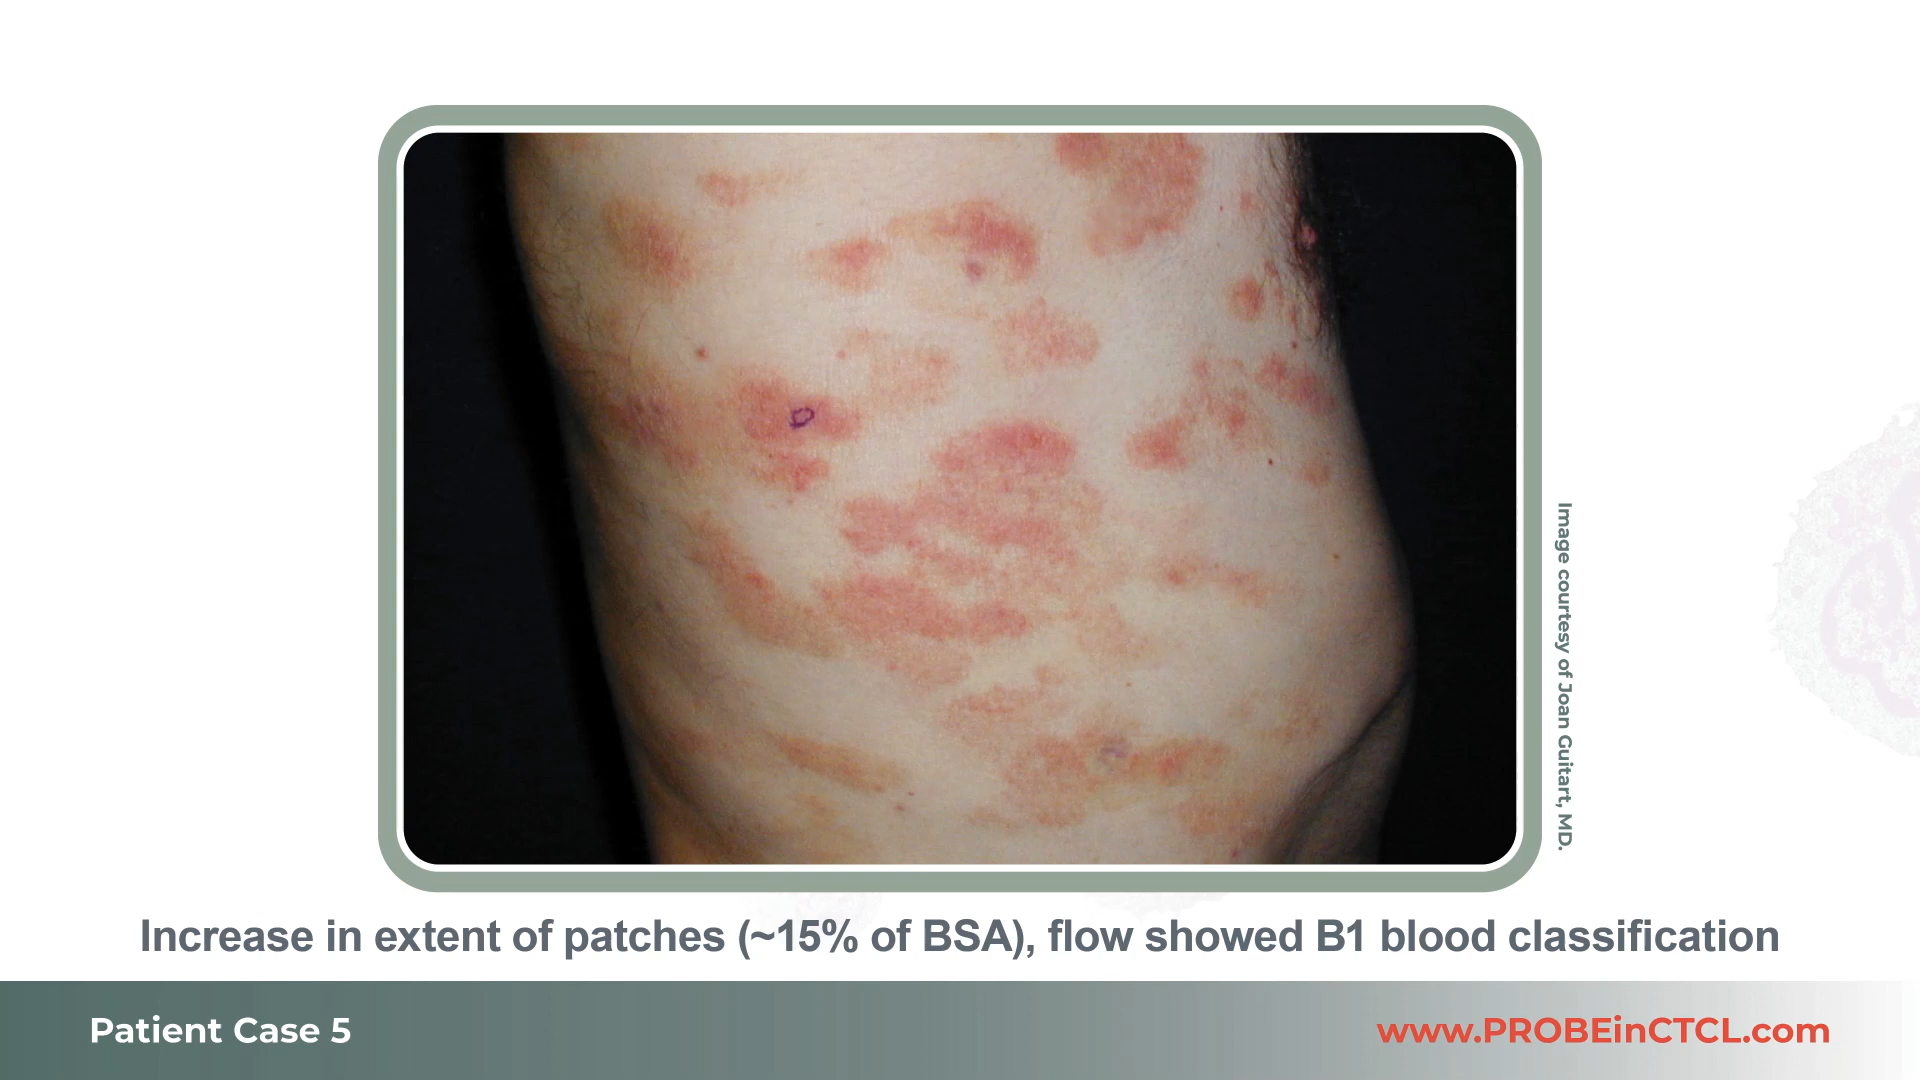 Image courtesy of Joan Guitart, MD.
Increase in extent of patches (~15% of BSA), flow showed B1 blood classification
Patient Case 5
www.PROBEinCTCL.com